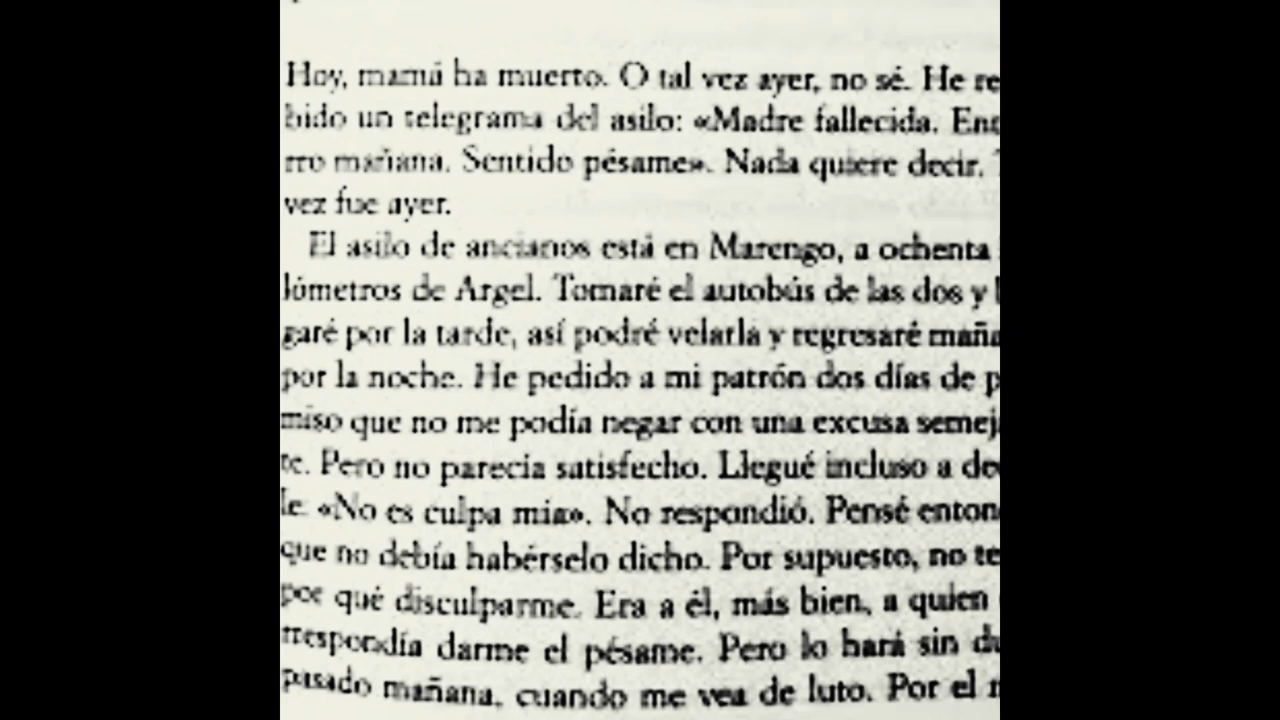 Hoy, mamá ha muerto. O tal vez ayer, no sé. He re
bido un telegrama del asilo: «Madre fallecida. En
rro mañana. Sentido pésame». Nada quiere decir. T
vez fue ayer.
El asilo de ancianos está en Marengo, a ochenta
lómetros de Argel. Tomaré el autobús de las dos y l
garé por la tarde, así podré velarla y regresaré maña
por la noche. He pedido a mi patrón dos días de p
miso que no me podía negar con una excusa semej
te. Pero no parecía satisfecho. Llegué incluso a de
le: «No es culpa mía». No respondió. Pensé enton
que no debía habérselo dicho. Por supuesto, no te
por qué disculparme. Era a él, más bien, a quien
rrespondía darme el pésame. Pero lo hará sin du
pasado mañana, cuando me vea de luto. Por el m